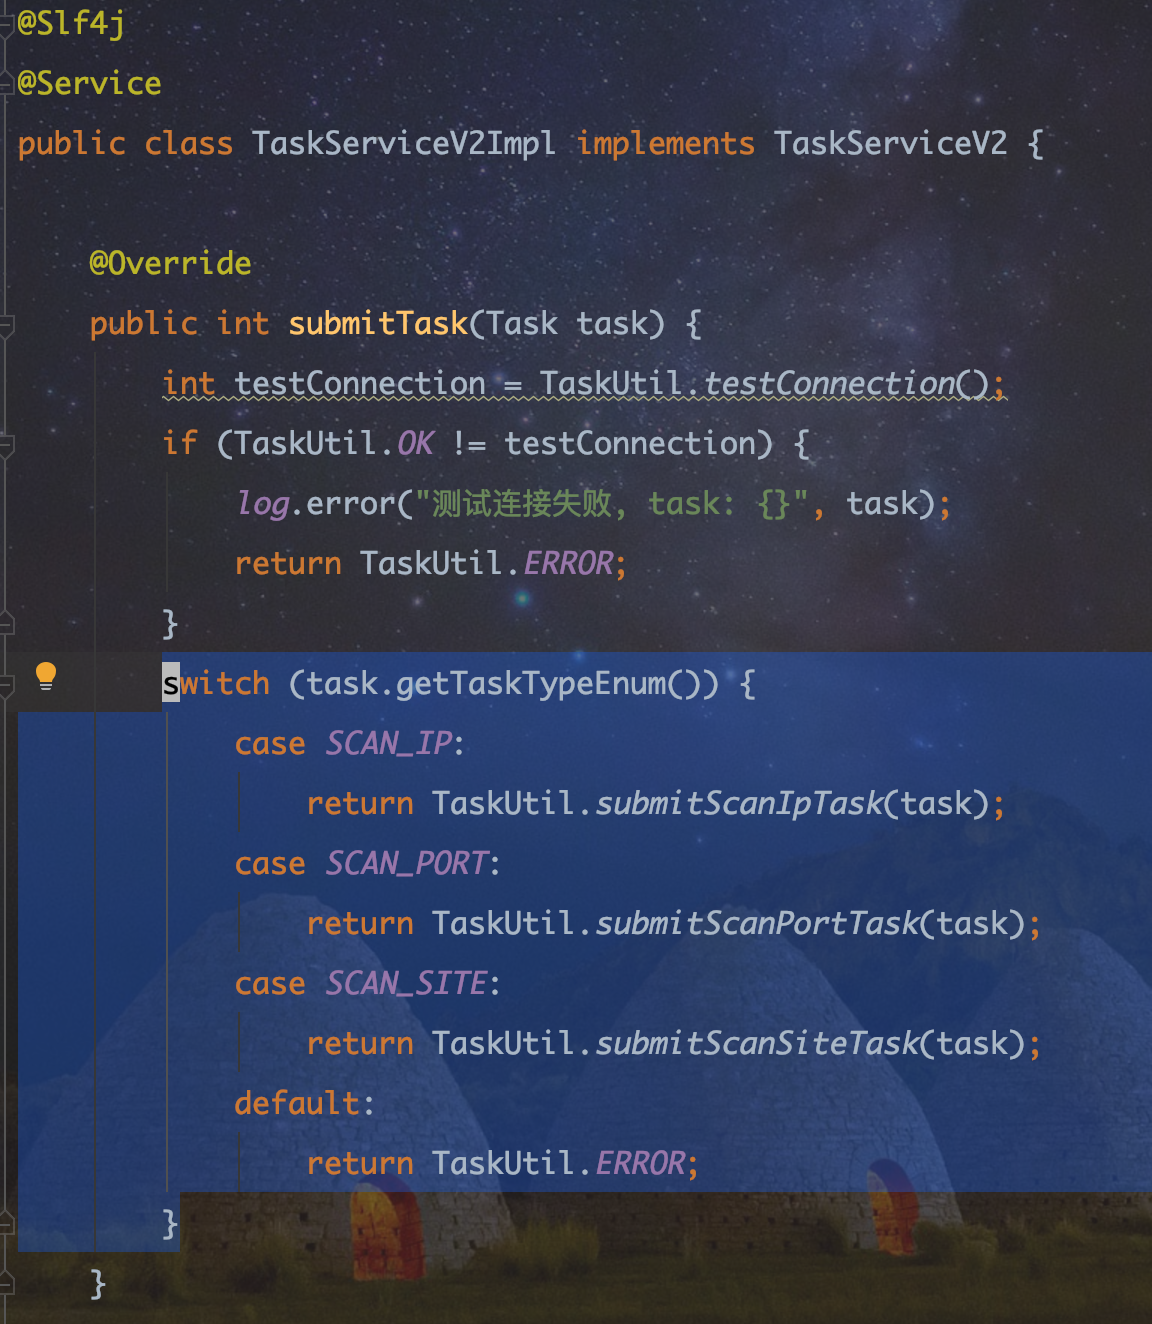 @Slf4j
@Service
public class TaskServiceV2Impl implements TaskServiceV2 {
@Override
public int submitTask(Task task) {
int testConnection = TaskUtil.testConnection();
if (TaskUtil.OK != testConnection) {
log.error("测试连接失败, task: {}", task);
return TaskUtil.ERROR;
}
switch (task.getTaskTypeEnum()) {
case SCAN_IP:
return TaskUtil.submitScanIpTask(task);
case SCAN_PORT:
return TaskUtil.submitScanPortTask(task);
case SCAN_SITE:
return TaskUtil.submitScanSiteTask(task);
default:
return TaskUtil.ERROR;
}
}